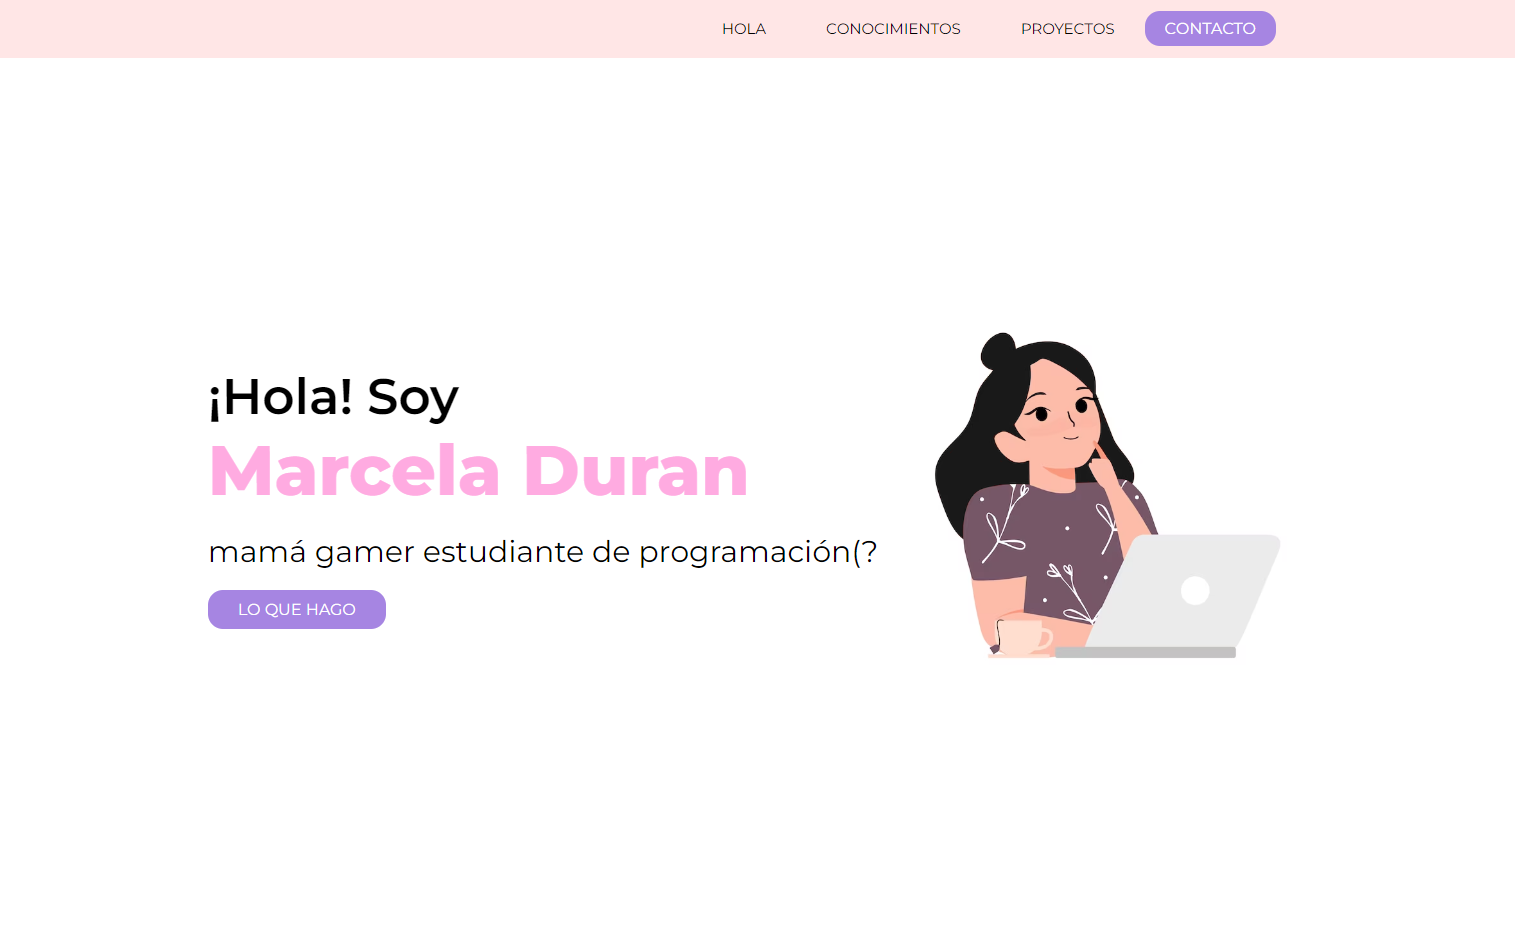 HOLA CONOCIMIENTOS PROYECTOS CONTACTO
¡Hola! Soy
Marcela Duran
mamá gamer estudiante de programación(?
LO QUE HAGO